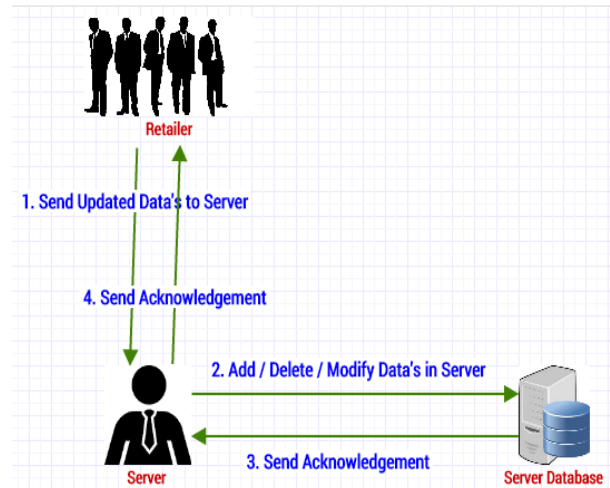 Retailer
1. Send Updated Data's to Server
4. Send Acknowledgement
2. Add / Delete / Modify Data's in Server
3. Send Acknowledgement
Server
Server Database